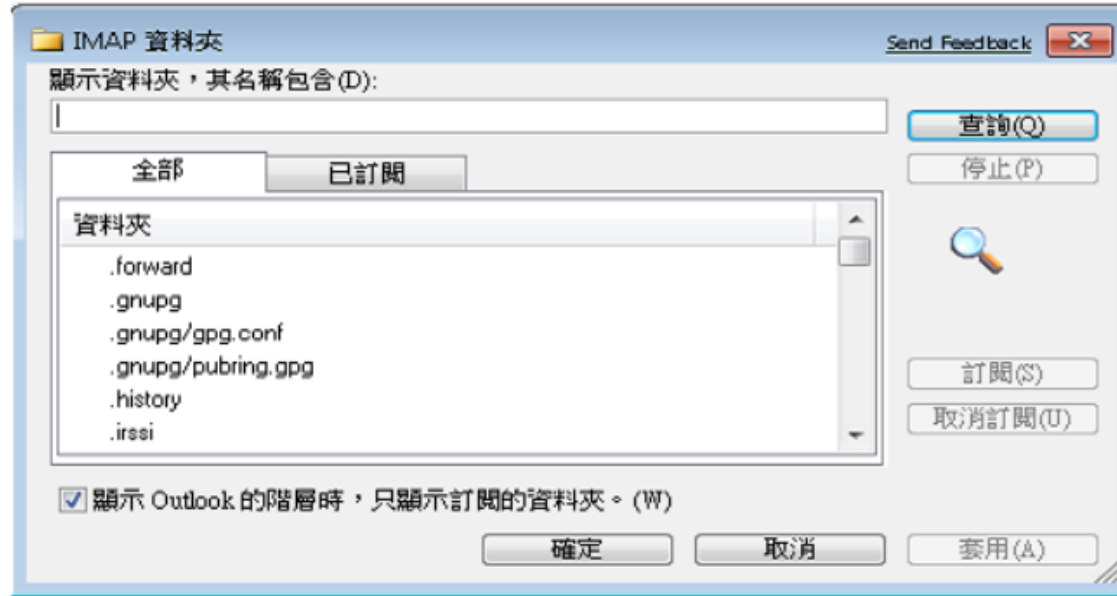 IMAP 資料夾
Send Feedback
顯示資料夾，其名稱包含(D):
查詢(Q)
全部
已訂閱
停止(P)
資料夾
.forward
.gnupg
.gnupg/gpg.conf
.gnupg/pubring.gpg
.history
.irssi
訂閱(S)
取消訂閱(U)
顯示 Outlook 的階層時，只顯示訂閱的資料夾。(W)
確定
取消
套用(A)